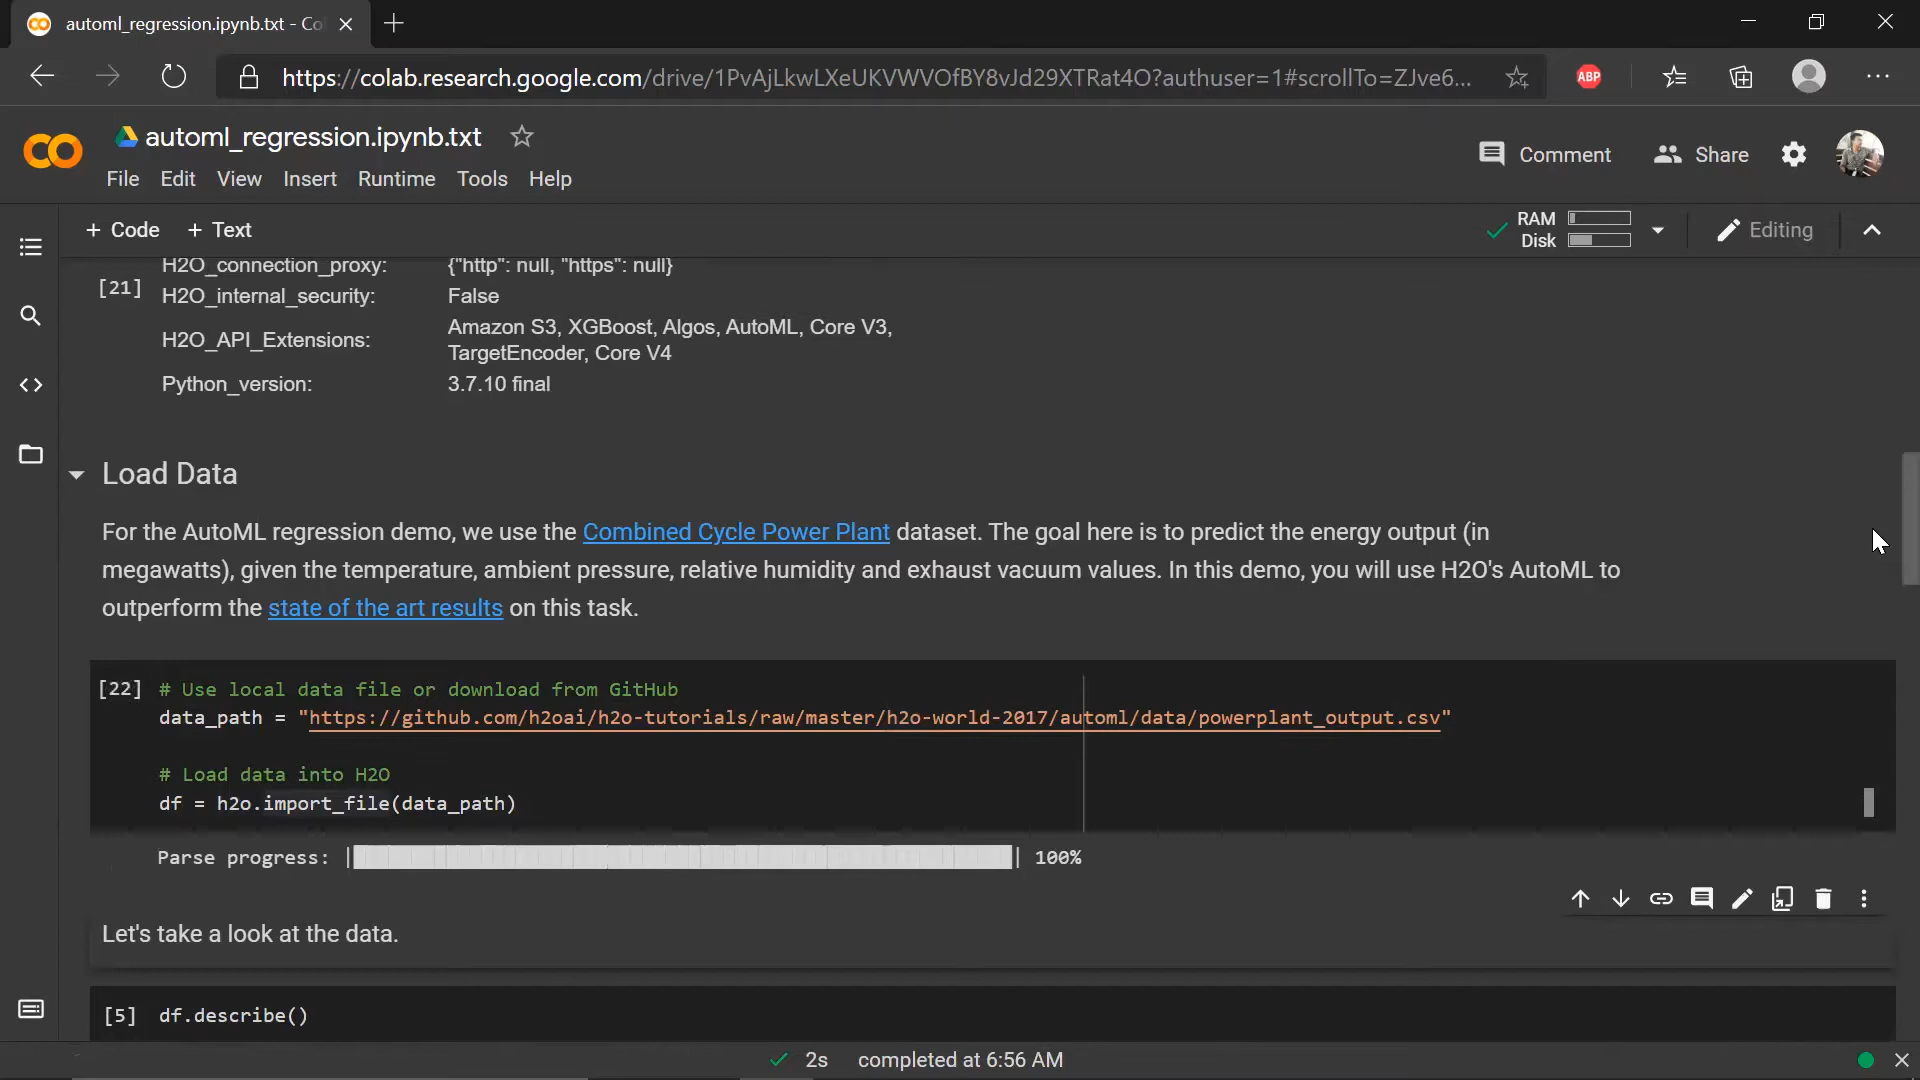 automl_regression.ipynb.txt - Co
https://colab.research.google.com/drive/1PvAjLkwLXeUKVWVOfBY8vJd29XTRat4O?authuser=1#scrollTo=ZJve6...
ABP
CO
automl_regression.ipynb.txt
Comment
Share
File Edit View Insert Runtime Tools Help
+ Code + Text
RAM
Disk
Editing
H2O_connection_proxy: {"http": null, "https": null}
[21]
H2O_internal_security: False
H2O_API_Extensions: Amazon S3, XGBoost, Algos, AutoML, Core V3,
TargetEncoder, Core V4
Python_version: 3.7.10 final
Load Data
For the AutoML regression demo, we use the Combined Cycle Power Plant dataset. The goal here is to predict the energy output (in
megawatts), given the temperature, ambient pressure, relative humidity and exhaust vacuum values. In this demo, you will use H2O's AutoML to
outperform the state of the art results on this task.
[22] # Use local data file or download from GitHub
data_path = "https://github.com/h2oai/h2o-tutorials/raw/master/h2o-world-2017/automl/data/powerplant_output.csv"
# Load data into H2O
df = h2o.import_file(data_path)
Parse progress: | | 100%
Let's take a look at the data.
[5] df.describe()
2s completed at 6:56 AM